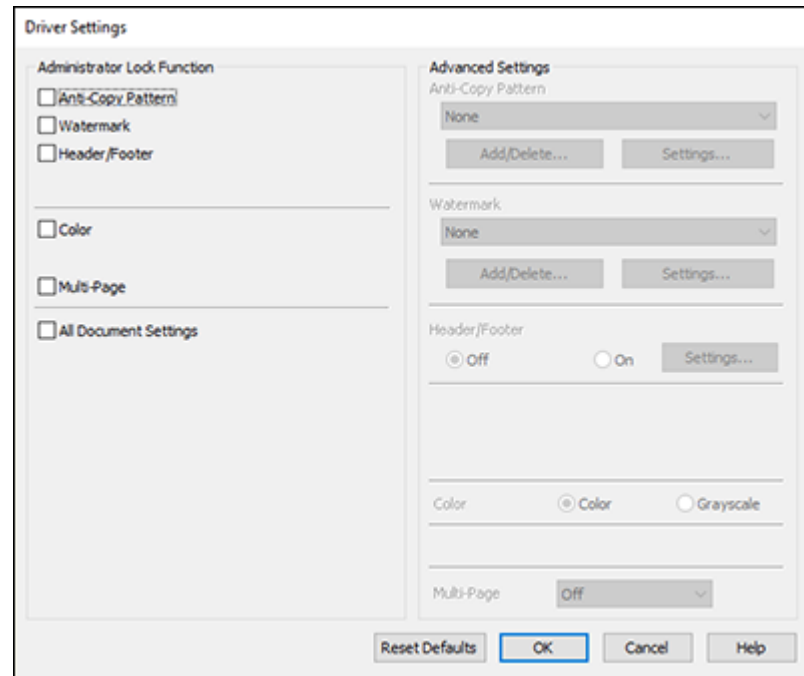 Driver Settings
Administrator Lock Function
Anti-Copy Pattern
Watermark
Header/Footer
Color
Multi-Page
All Document Settings
Advanced Settings
Anti-Copy Pattern
None
Add/Delete... Settings...
Watermark
None
Add/Delete... Settings...
Header/Footer
Off On Settings...
Color Color Grayscale
Multi-Page Off
Reset Defaults OK Cancel Help